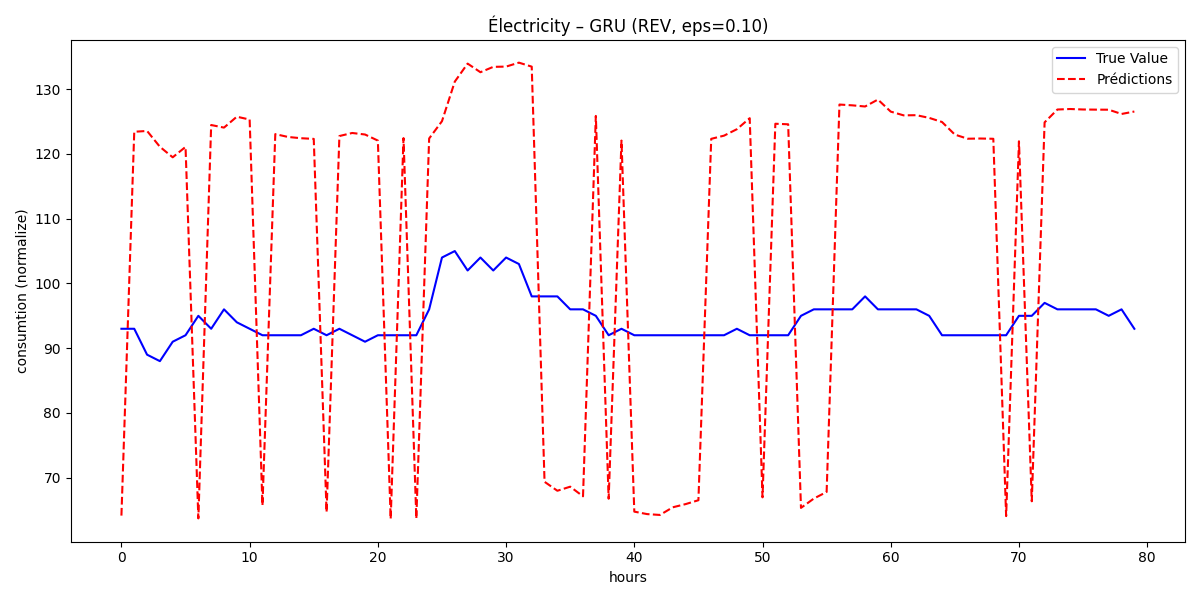 Électricity – GRU (REV, eps=0.10)
True Value
Prédictions
consumtion (normalize)
130
120
110
100
90
80
70
0 10 20 30 40 50 60 70 80
hours